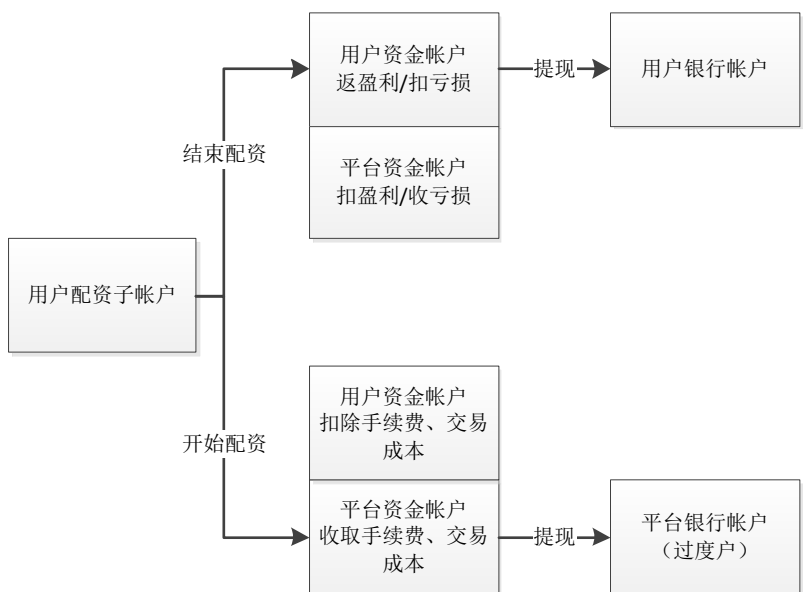 用户资金帐户
返盈利/扣亏损
提现
用户银行帐户
结束配资
平台资金帐户
扣盈利/收亏损
用户配资子帐户
用户资金帐户
扣除手续费、交易
成本
开始配资
平台资金帐户
收取手续费、交易
成本
提现
平台银行帐户
（过度户）